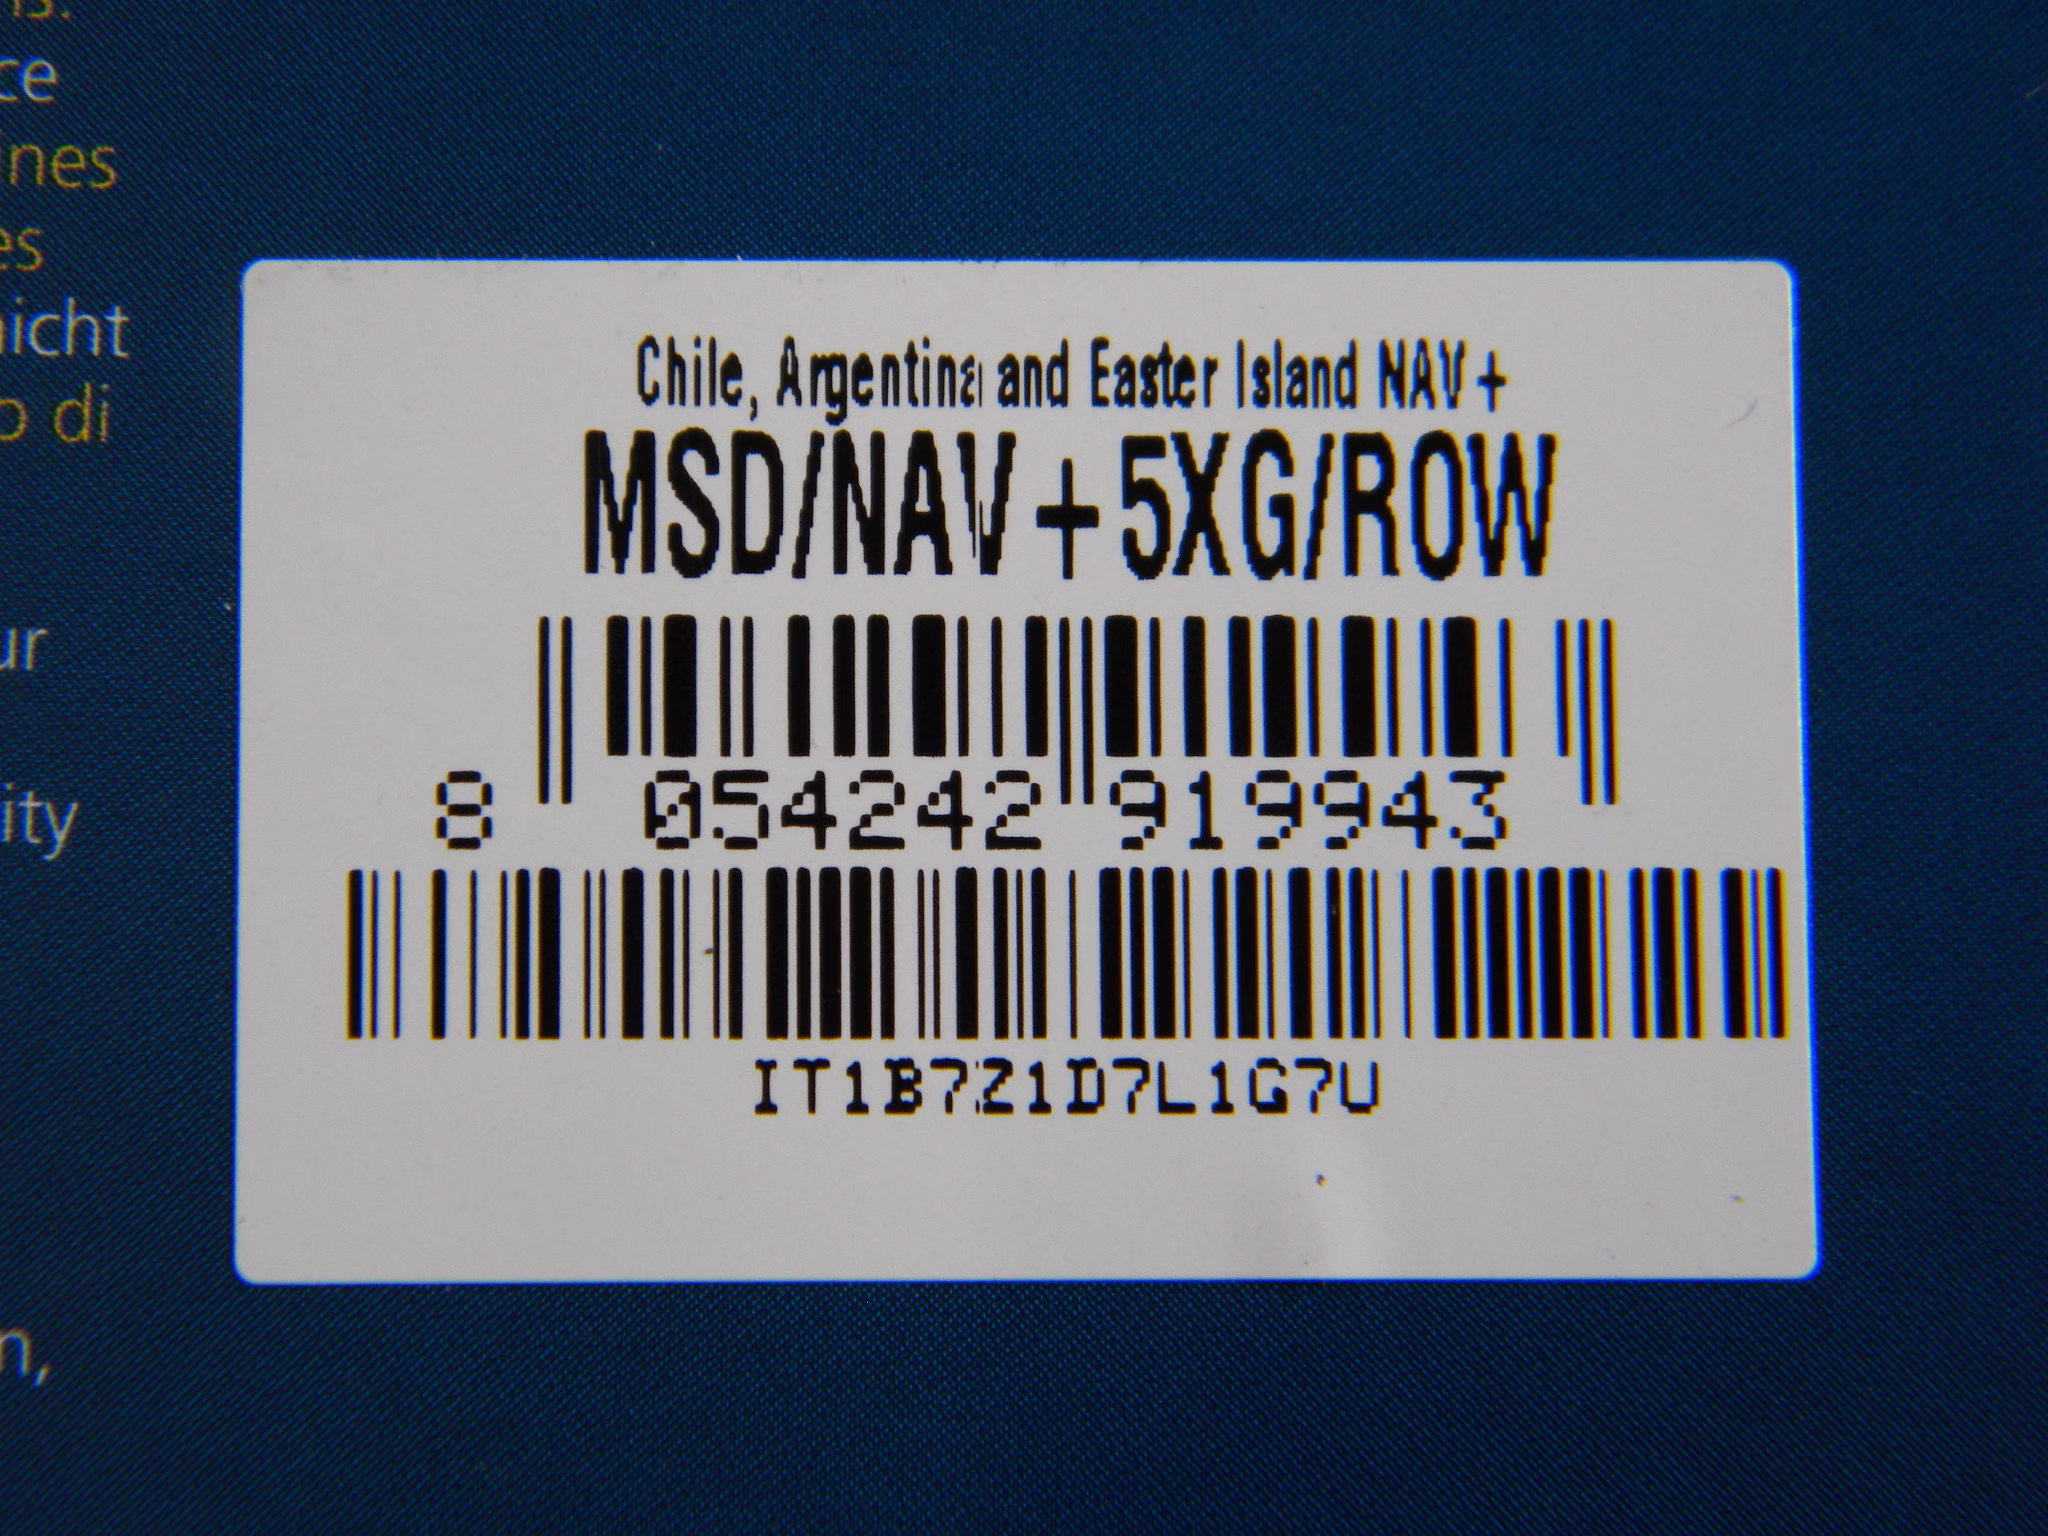 ns.
ce
ines
es
nicht
o di
Chile, Argentina and Easter Island NAV+
MSD/NAV+5XG/ROW
ur
8 054242 919943
ity
IT1B7Z1D7L1G7U
n,